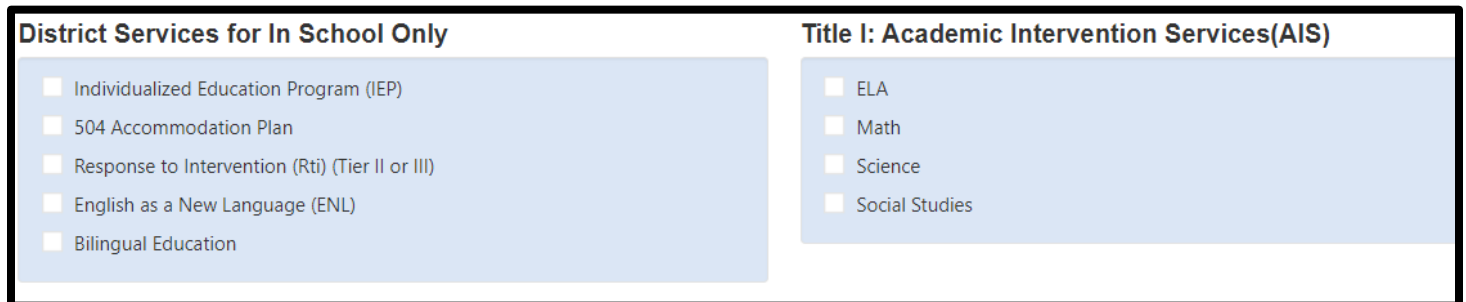 District Services for In School Only
Individualized Education Program (IEP)
504 Accommodation Plan
Response to Intervention (Rti) (Tier II or III)
English as a New Language (ENL)
Bilingual Education
Title I: Academic Intervention Services(AIS)
ELA
Math
Science
Social Studies